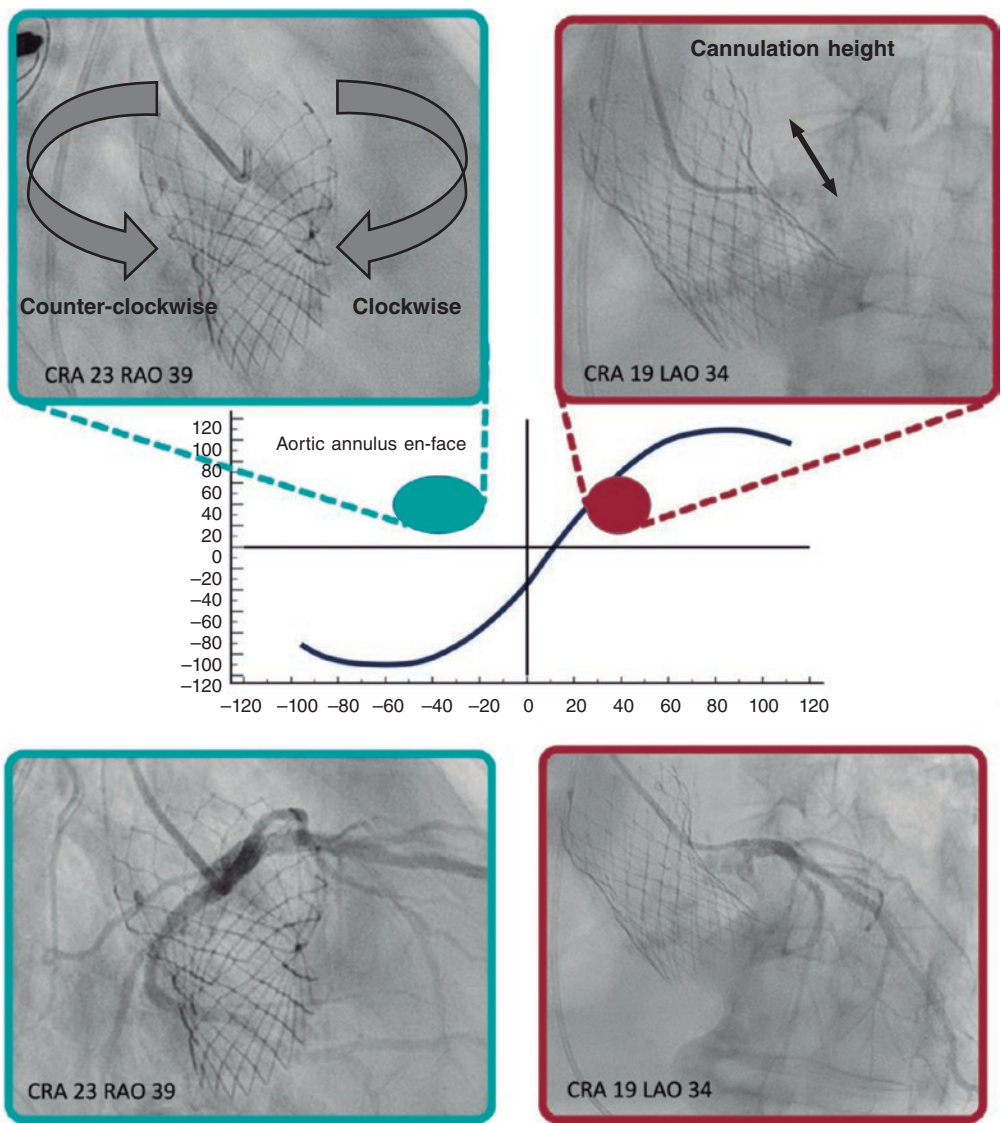 Cannulation height
Counter-clockwise
Clockwise
CRA 23 RAO 39
CRA 19 LAO 34
Aortic annulus en-face
120
100
80
60
40
20
0
–20
–40
–60
–80
–100
–120
–120 –100 –80 –60 –40 –20 0 20 40 60 80 100 120
CRA 23 RAO 39
CRA 19 LAO 34